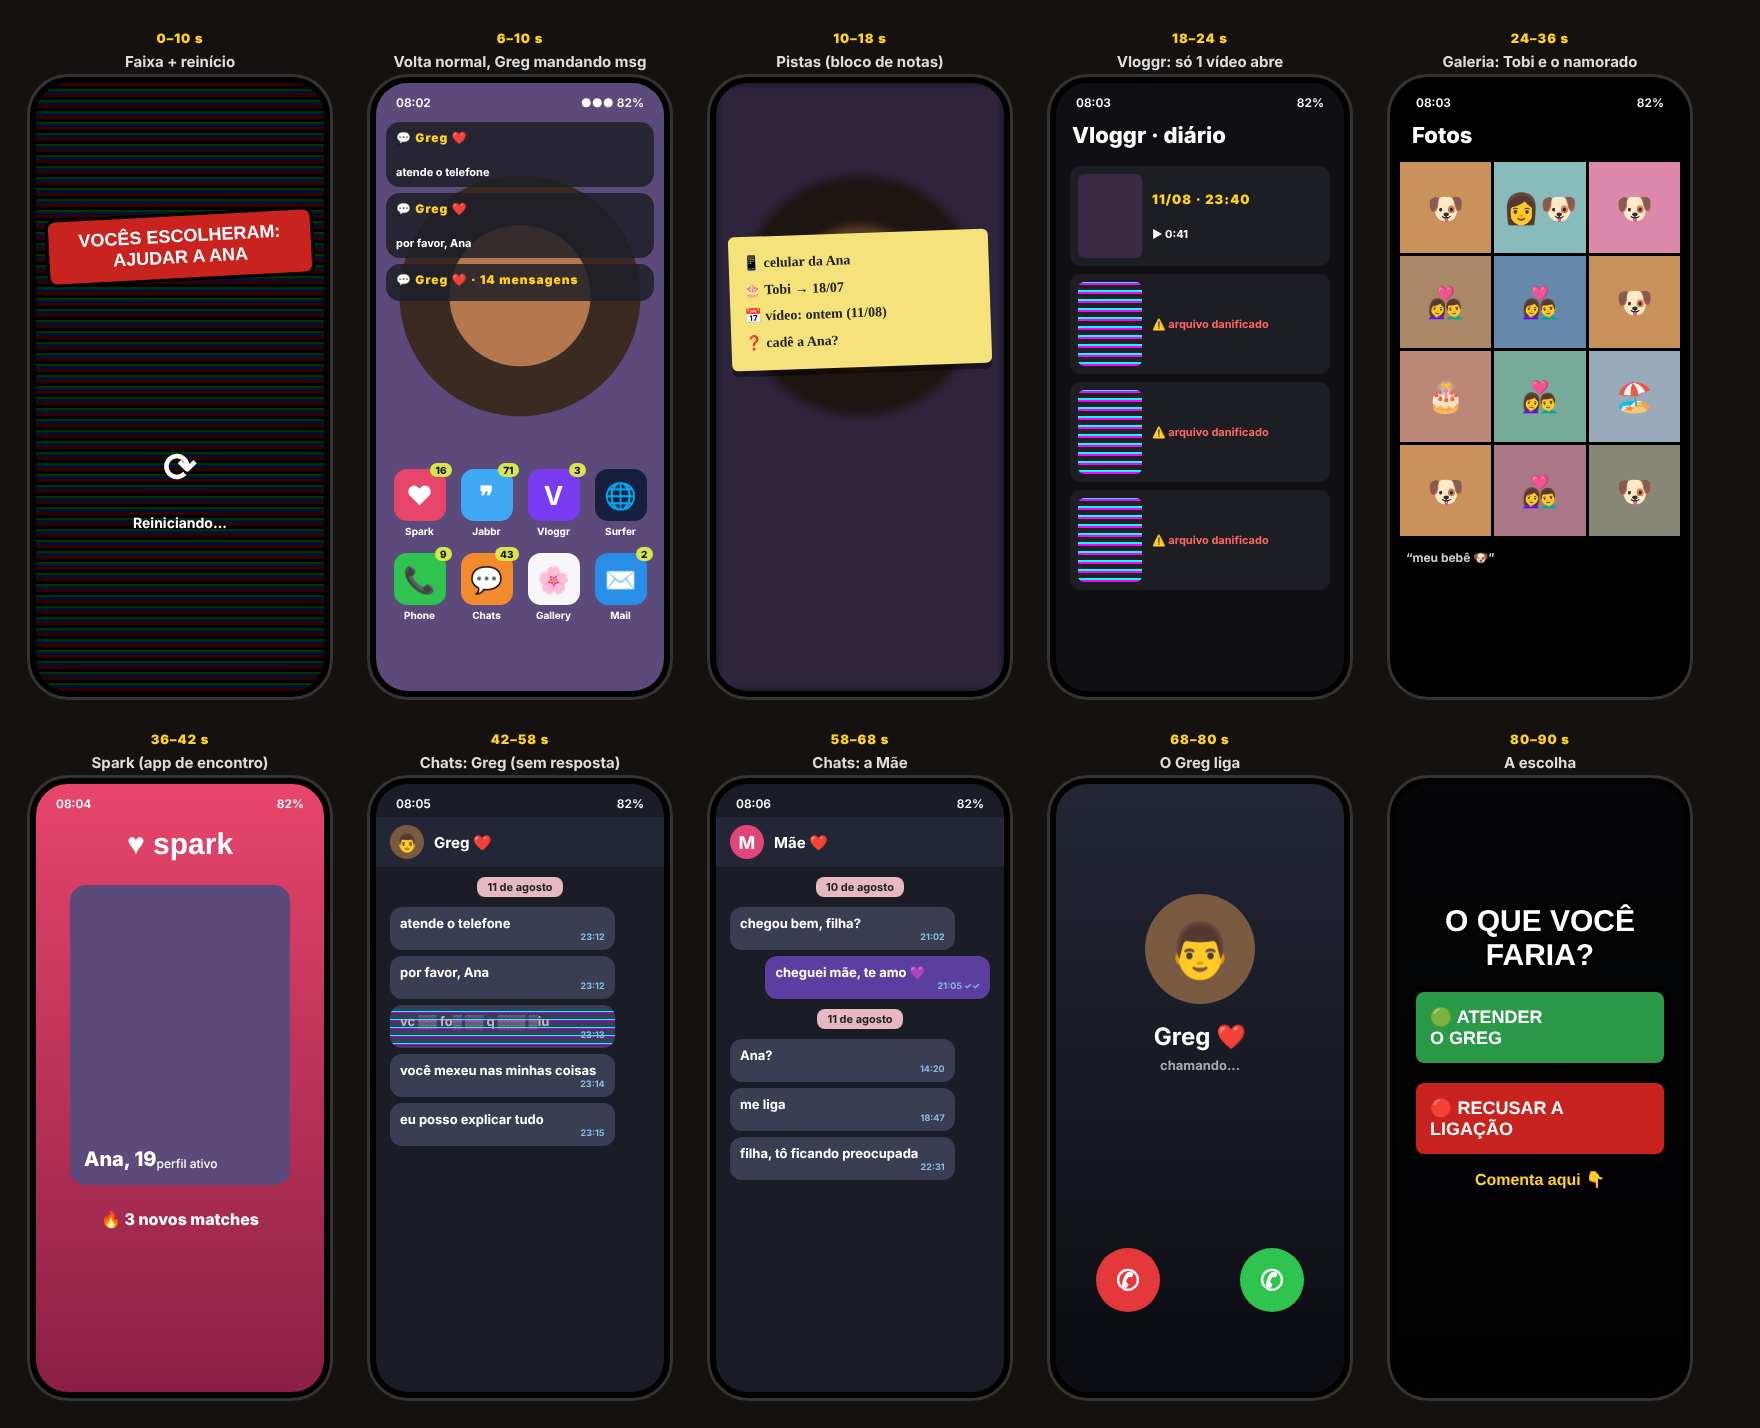 0–10 s
Faixa + reinício
VOCÊS ESCOLHERAM:
AJUDAR A ANA
Reiniciando...
6–10 s
Volta normal, Greg mandando msg
08:02
82%
Greg
atende o telefone
Greg
por favor, Ana
Greg ❤️ · 14 mensagens
16
71
3
Spark
Jabbr
V
Vloggr
Surfer
9
43
2
Phone
Chats
Gallery
Mail
10–18 s
Pistas (bloco de notas)
celular da Ana
Tobi → 18/07
vídeo: ontem (11/08)
❓ cadê a Ana?
18–24 s
Vloggr: só 1 vídeo abre
08:03
82%
Vloggr · diário
11/08 · 23:40
▶ 0:41
⚠️ arquivo danificado
⚠️ arquivo danificado
⚠️ arquivo danificado
24–36 s
Galeria: Tobi e o namorado
08:03
82%
Fotos
“meu bebê 🐶”
36–42 s
Spark (app de encontro)
08:04
82%
♥ spark
Ana, 19 perfil ativo
🔥 3 novos matches
42–58 s
Chats: Greg (sem resposta)
08:05
82%
Greg ❤️
11 de agosto
atende o telefone
23:12
por favor, Ana
23:12
23:13
você mexeu nas minhas coisas
23:14
eu posso explicar tudo
23:15
58–68 s
Chats: a Mãe
08:06
82%
M
Mãe ❤️
10 de agosto
chegou bem, filha?
21:02
cheguei mãe, te amo 💜
21:05 ✓✓
11 de agosto
Ana?
14:20
me liga
18:47
filha, tô ficando preocupada
22:31
68–80 s
O Greg liga
Greg ❤️
chamando...
80–90 s
A escolha
O QUE VOCÊ
FARIA?
🟢 ATENDER
O GREG
🔴 RECUSAR A
LIGAÇÃO
Comenta aqui 👇